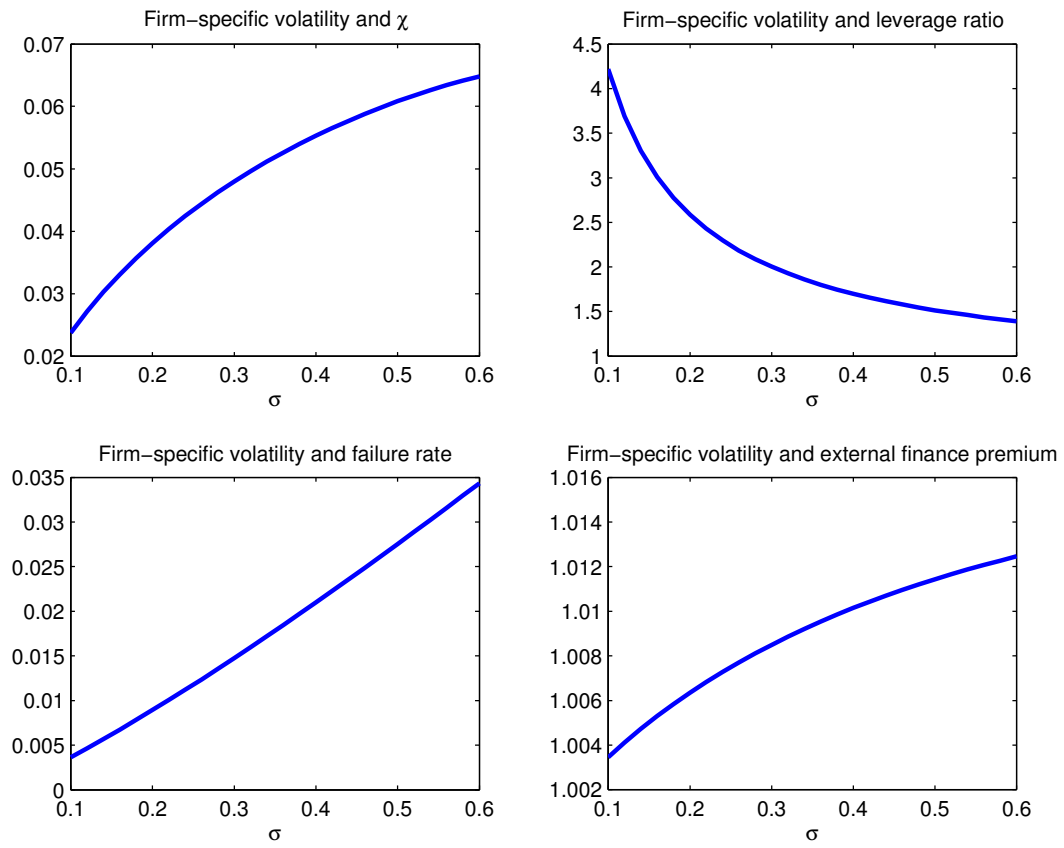 Firm−specific volatility and χ
0.07
0.06
0.05
0.04
0.03
0.02
0.1 0.2 0.3 0.4 0.5 0.6
σ
Firm−specific volatility and leverage ratio
4.5
4
3.5
3
2.5
2
1.5
1
0.1 0.2 0.3 0.4 0.5 0.6
σ
Firm−specific volatility and failure rate
0.035
0.03
0.025
0.02
0.015
0.01
0.005
0
0.1 0.2 0.3 0.4 0.5 0.6
σ
Firm−specific volatility and external finance premium
1.016
1.014
1.012
1.01
1.008
1.006
1.004
1.002
0.1 0.2 0.3 0.4 0.5 0.6
σ